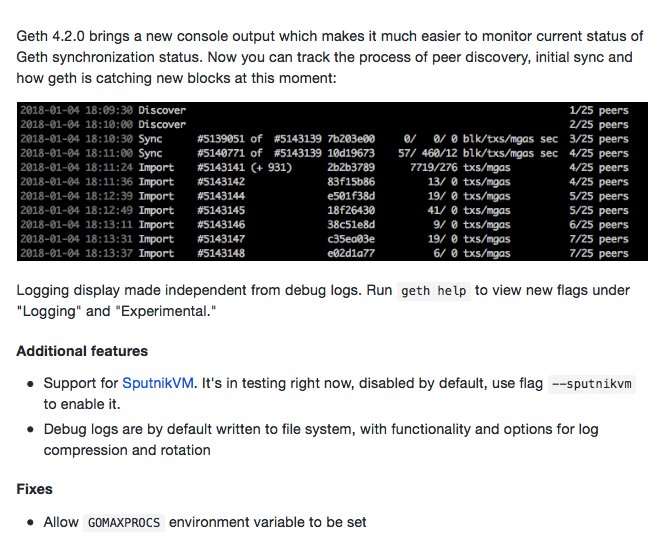 Geth 4.2.0 brings a new console output which makes it much easier to monitor current status of
Geth synchronization status. Now you can track the process of peer discovery, initial sync and
how geth is catching new blocks at this moment:
2018-01-04 18:09:30 Discover 1/25 peers
2018-01-04 18:10:00 Discover 2/25 peers
2018-01-04 18:10:30 Sync #5139051 of #5143139 7b203e00 0/ 0/ 0 blk/txs/mgas sec 3/25 peers
2018-01-04 18:11:00 Sync #5140771 of #5143139 10d19673 57/ 460/12 blk/txs/mgas sec 4/25 peers
2018-01-04 18:11:24 Import #5143141 (+ 931) 2b2b3789 7719/276 txs/mgas 4/25 peers
2018-01-04 18:11:36 Import #5143142 83f15b86 13/ 0 txs/mgas 4/25 peers
2018-01-04 18:12:39 Import #5143144 e501f38d 19/ 0 txs/mgas 5/25 peers
2018-01-04 18:12:49 Import #5143145 18f26430 41/ 0 txs/mgas 5/25 peers
2018-01-04 18:13:11 Import #5143146 38c51e8d 9/ 0 txs/mgas 6/25 peers
2018-01-04 18:13:31 Import #5143147 c35ea03e 19/ 0 txs/mgas 7/25 peers
2018-01-04 18:13:37 Import #5143148 e02d1a77 6/ 0 txs/mgas 7/25 peers
Logging display made independent from debug logs. Run geth help to view new flags under
"Logging" and "Experimental."
Additional features
• Support for SputnikVM. It's in testing right now, disabled by default, use flag --sputnikvm
to enable it.
• Debug logs are by default written to file system, with functionality and options for log
compression and rotation
Fixes
• Allow GOMAXPROCS environment variable to be set